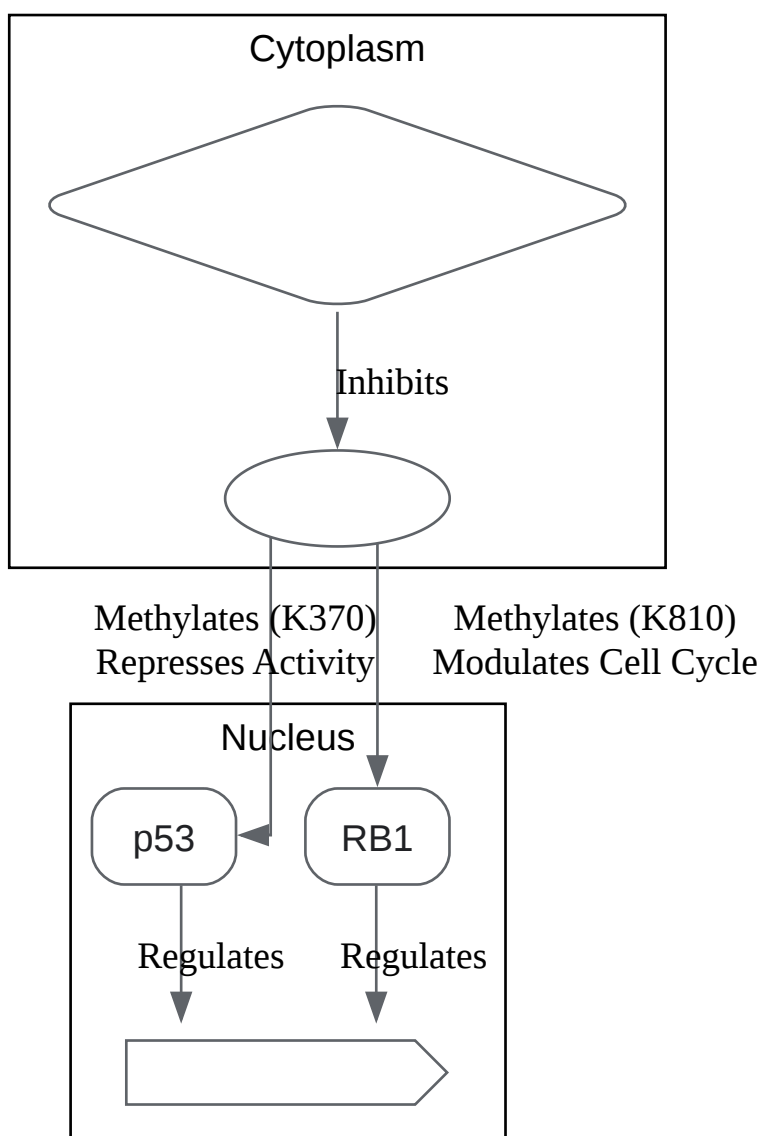 Cytoplasm
Inhibits
Methylates (K370)
Represses Activity
Methylates (K810)
Modulates Cell Cycle
Nucleus
p53
RB1
Regulates
Regulates